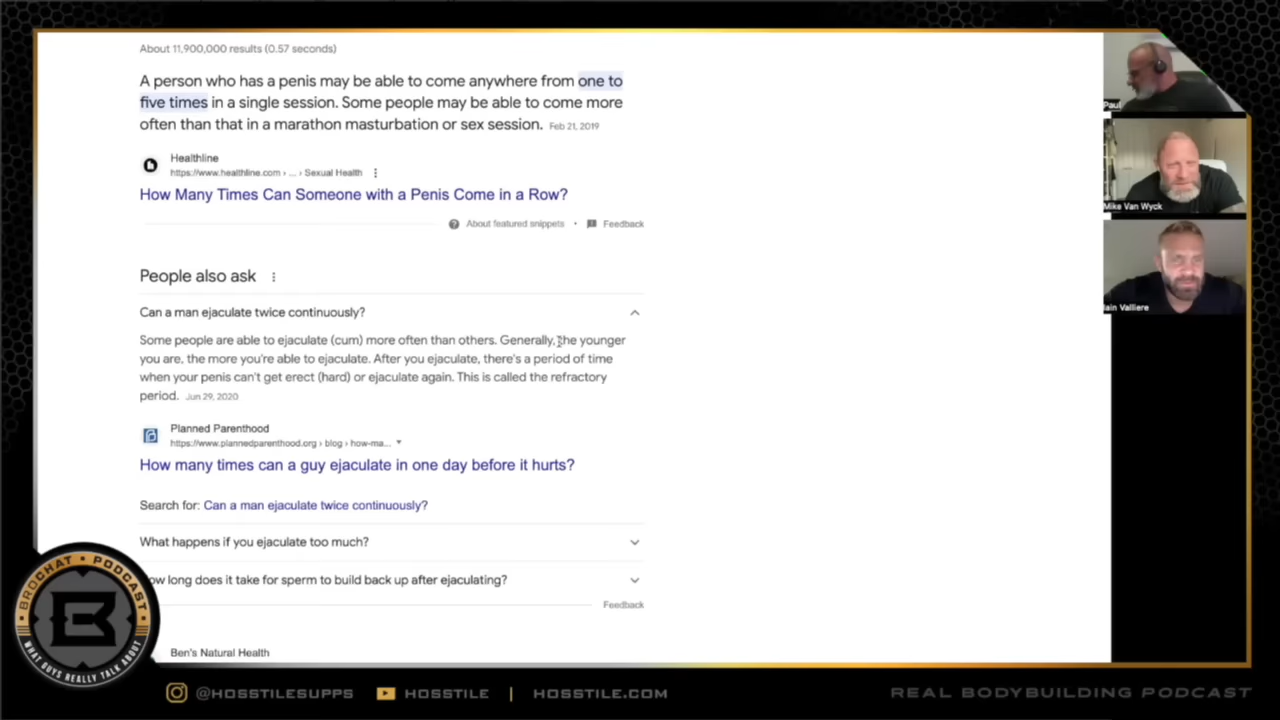 About 11,900,000 results (0.57 seconds)
A person who has a penis may be able to come anywhere from one to
five times in a single session. Some people may be able to come more
often than that in a marathon masturbation or sex session. Feb 21, 2019
Healthline
https://www.healthline.com › ... › Sexual Health
How Many Times Can Someone with a Penis Come in a Row?
About featured snippets • Feedback
People also ask
Can a man ejaculate twice continuously?
Some people are able to ejaculate (cum) more often than others. Generally, the younger
you are, the more you're able to ejaculate. After you ejaculate, there's a period of time
when your penis can't get erect (hard) or ejaculate again. This is called the refractory
period. Jun 29, 2020
Planned Parenthood
https://www.plannedparenthood.org › blog › how-ma...
How many times can a guy ejaculate in one day before it hurts?
Search for: Can a man ejaculate twice continuously?
What happens if you ejaculate too much?
ow long does it take for sperm to build back up after ejaculating?
Feedback
Ben's Natural Health
Paul
Mike Van Wyck
Iain Valliere
BROCHAT • PODCAST
B
WHAT GUYS REALLY TALK ABOUT
@HOSSTILESUPPS HOSSTILE | HOSSTILE.COM
REAL BODYBUILDING PODCAST